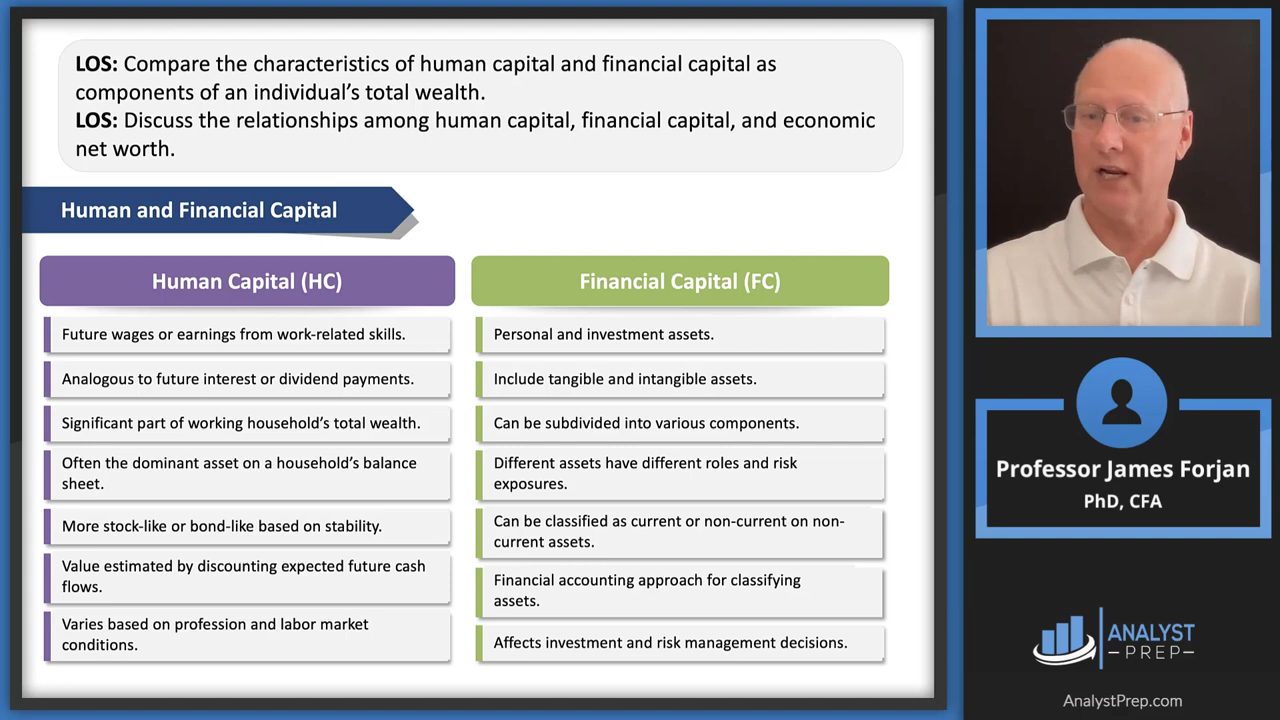 LOS: Compare the characteristics of human capital and financial capital as
components of an individual’s total wealth.
LOS: Discuss the relationships among human capital, financial capital, and economic
net worth.
Human and Financial Capital
Human Capital (HC)
Future wages or earnings from work-related skills.
Analogous to future interest or dividend payments.
Significant part of working household’s total wealth.
Often the dominant asset on a household’s balance
sheet.
More stock-like or bond-like based on stability.
Value estimated by discounting expected future cash
flows.
Varies based on profession and labor market
conditions.
Financial Capital (FC)
Personal and investment assets.
Include tangible and intangible assets.
Can be subdivided into various components.
Different assets have different roles and risk
exposures.
Can be classified as current or non-current on non-
current assets.
Financial accounting approach for classifying
assets.
Affects investment and risk management decisions.
Professor James Forjan
PhD, CFA
ANALYST
PREP
AnalystPrep.com